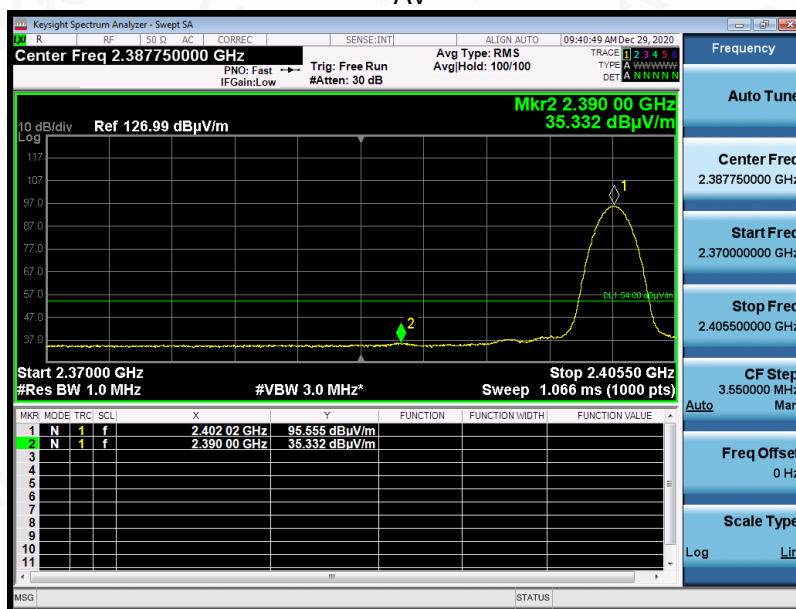 AV
Keysight Spectrum Analyzer - Swept SA
LXI R RF 50 Ω AC CORREC SENSE:INT ALIGN AUTO 09:40:49 AM Dec 29, 2020
Center Freq 2.387750000 GHz
PNO: Fast
IFGain:Low
Trig: Free Run
#Atten: 30 dB
Avg Type: RMS
Avg|Hold: 100/100
TRACE 1 2 3 4 5 6
TYPE A WWWWW
DET A N N N N N
Mkr2 2.390 00 GHz
35.332 dBµV/m
10 dB/div Ref 126.99 dBµV/m
Log
117
107
97.0
87.0
77.0
67.0
57.0
47.0
37.0
1
2
DL1 54.00 dBµV/m
Start 2.37000 GHz Stop 2.40550 GHz
#Res BW 1.0 MHz #VBW 3.0 MHz* Sweep 1.066 ms (1000 pts)
MKR MODE TRC SCL X Y FUNCTION FUNCTION WIDTH FUNCTION VALUE
1 N 1 f 2.402 02 GHz 95.555 dBµV/m
2 N 1 f 2.390 00 GHz 35.332 dBµV/m
3
4
5
6
7
8
9
10
11
MSG STATUS
Frequency
Auto Tune
Center Freq
2.387750000 GHz
Start Freq
2.370000000 GHz
Stop Freq
2.405500000 GHz
CF Step
3.550000 MHz
Auto Man
Freq Offset
0 Hz
Scale Type
Log Lin